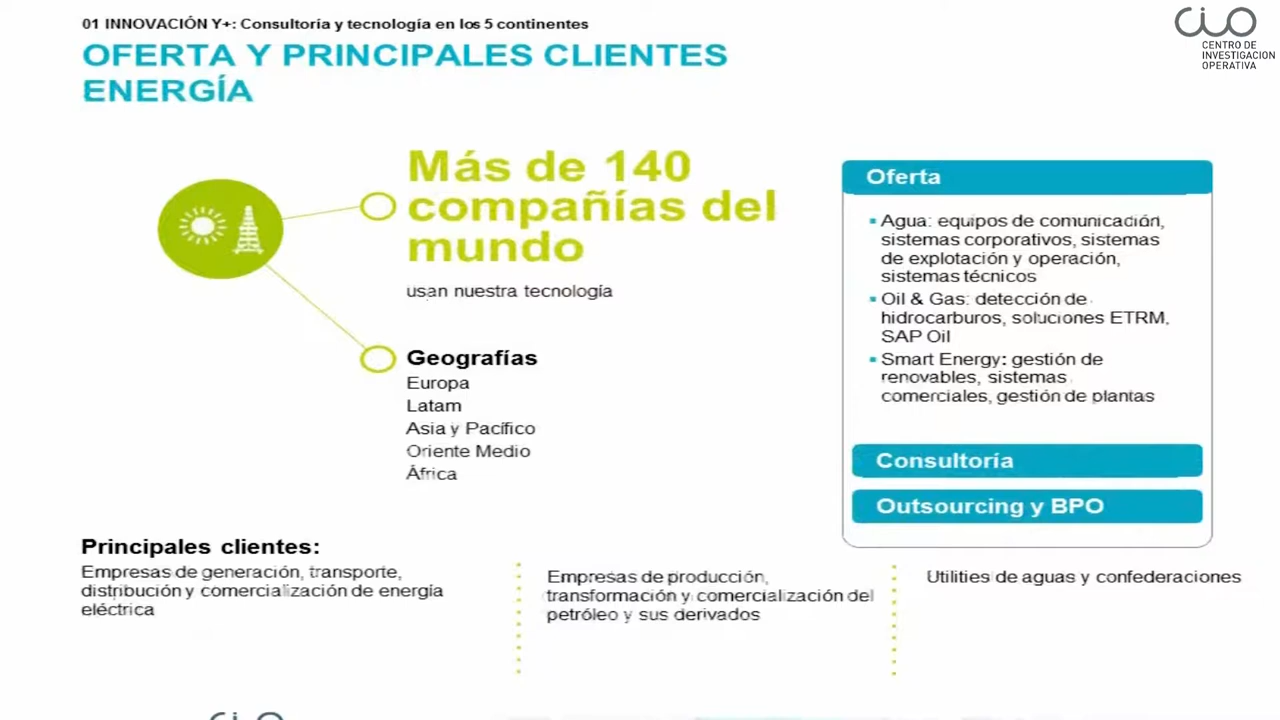 01 INNOVACIÓN Y+: Consultoría y tecnología en los 5 continentes
OFERTA Y PRINCIPALES CLIENTES
ENERGÍA
CIO
CENTRO DE
INVESTIGACION
OPERATIVA
Más de 140
compañías del
mundo
usan nuestra tecnología
Geografías
Europa
Latam
Asia y Pacífico
Oriente Medio
África
Oferta
Agua: equipos de comunicación,
sistemas corporativos, sistemas
de explotación y operación,
sistemas técnicos
Oil & Gas: detección de
hidrocarburos, soluciones ETRM,
SAP Oil
Smart Energy: gestión de
renovables, sistemas
comerciales, gestión de plantas
Consultoría
Outsourcing y BPO
Principales clientes:
Empresas de generación, transporte,
distribución y comercialización de energía
eléctrica
Empresas de producción,
transformación y comercialización del
petróleo y sus derivados
Utilities de aguas y confederaciones